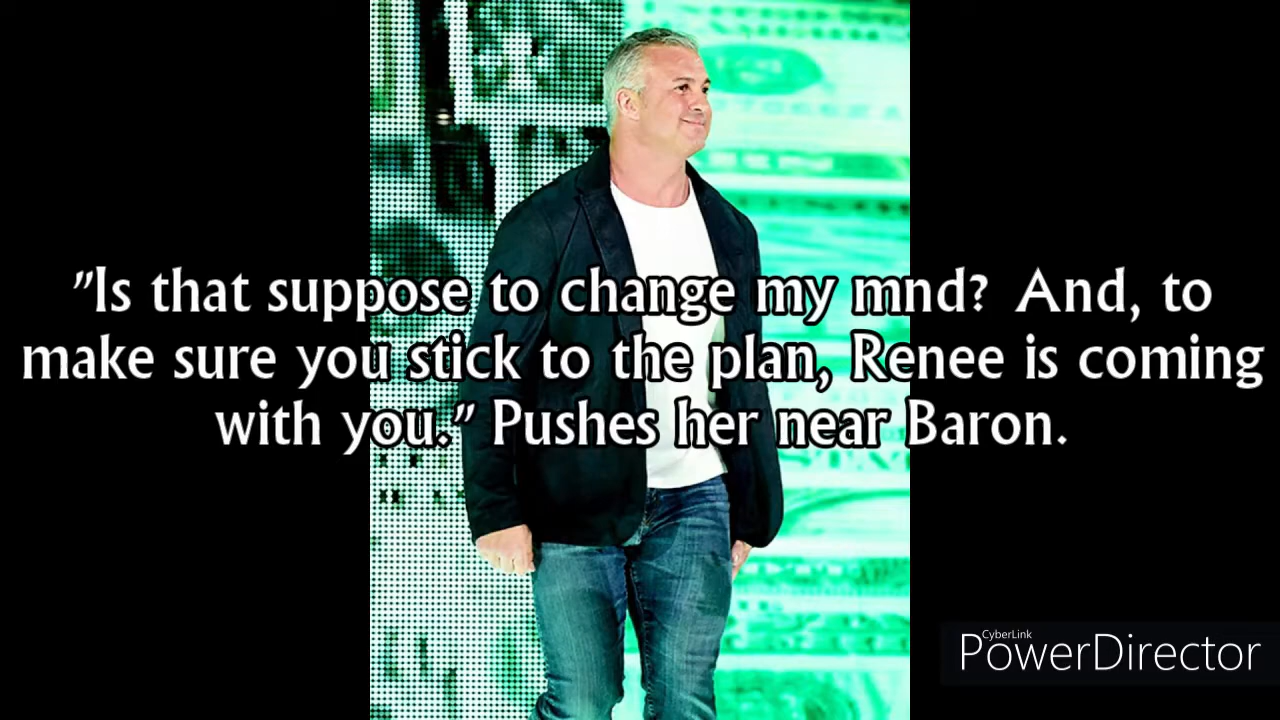 "Is that suppose to change my mnd? And, to
make sure you stick to the plan, Renee is coming
with you." Pushes her near Baron.
CyberLink
PowerDirector